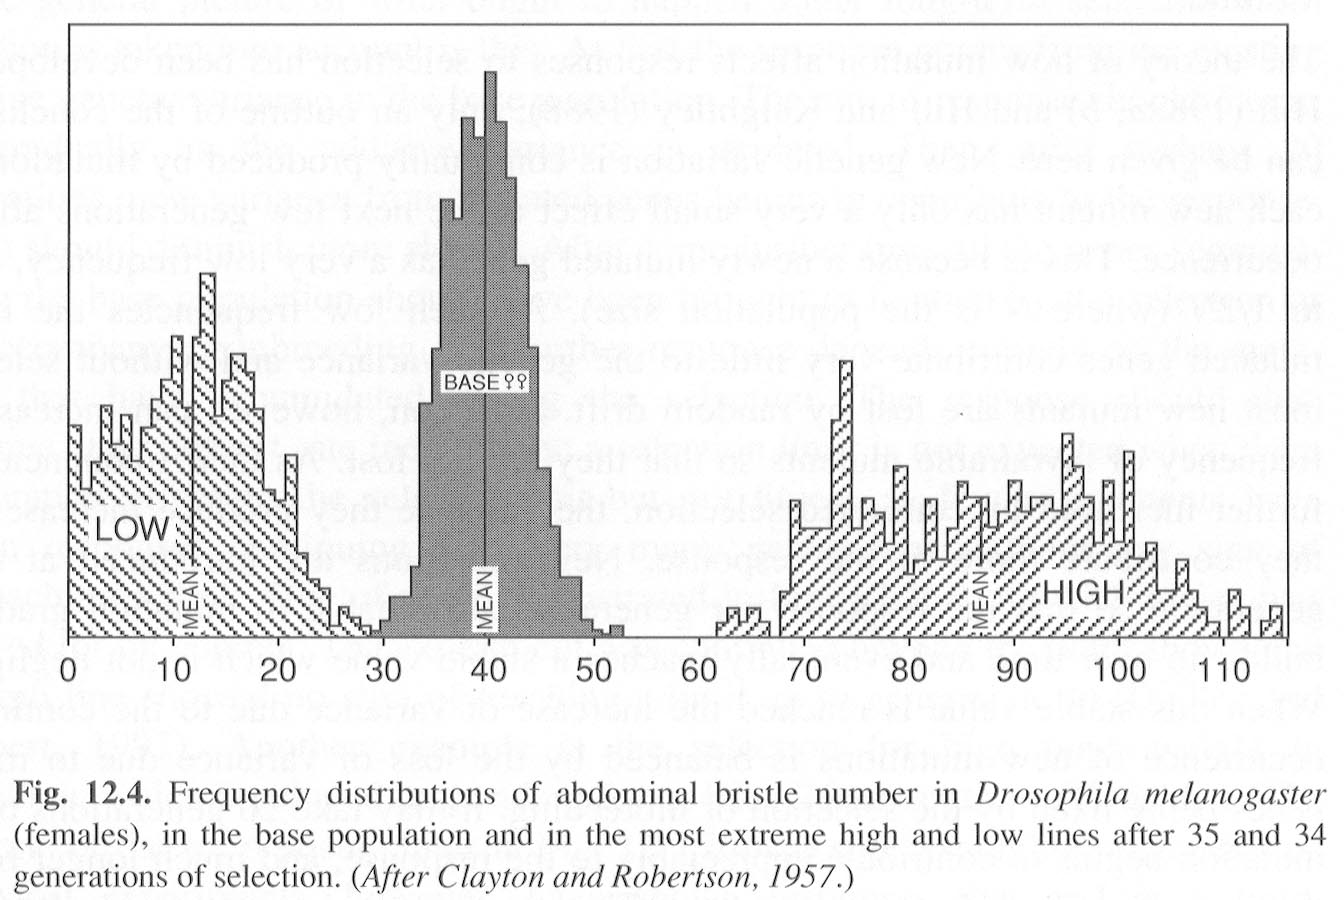 BASE ♀♀
LOW
HIGH
MEAN
MEAN
MEAN
0 10 20 30 40 50 60 70 80 90 100 110
Fig. 12.4. Frequency distributions of abdominal bristle number in Drosophila melanogaster
(females), in the base population and in the most extreme high and low lines after 35 and 34
generations of selection. (After Clayton and Robertson, 1957.)